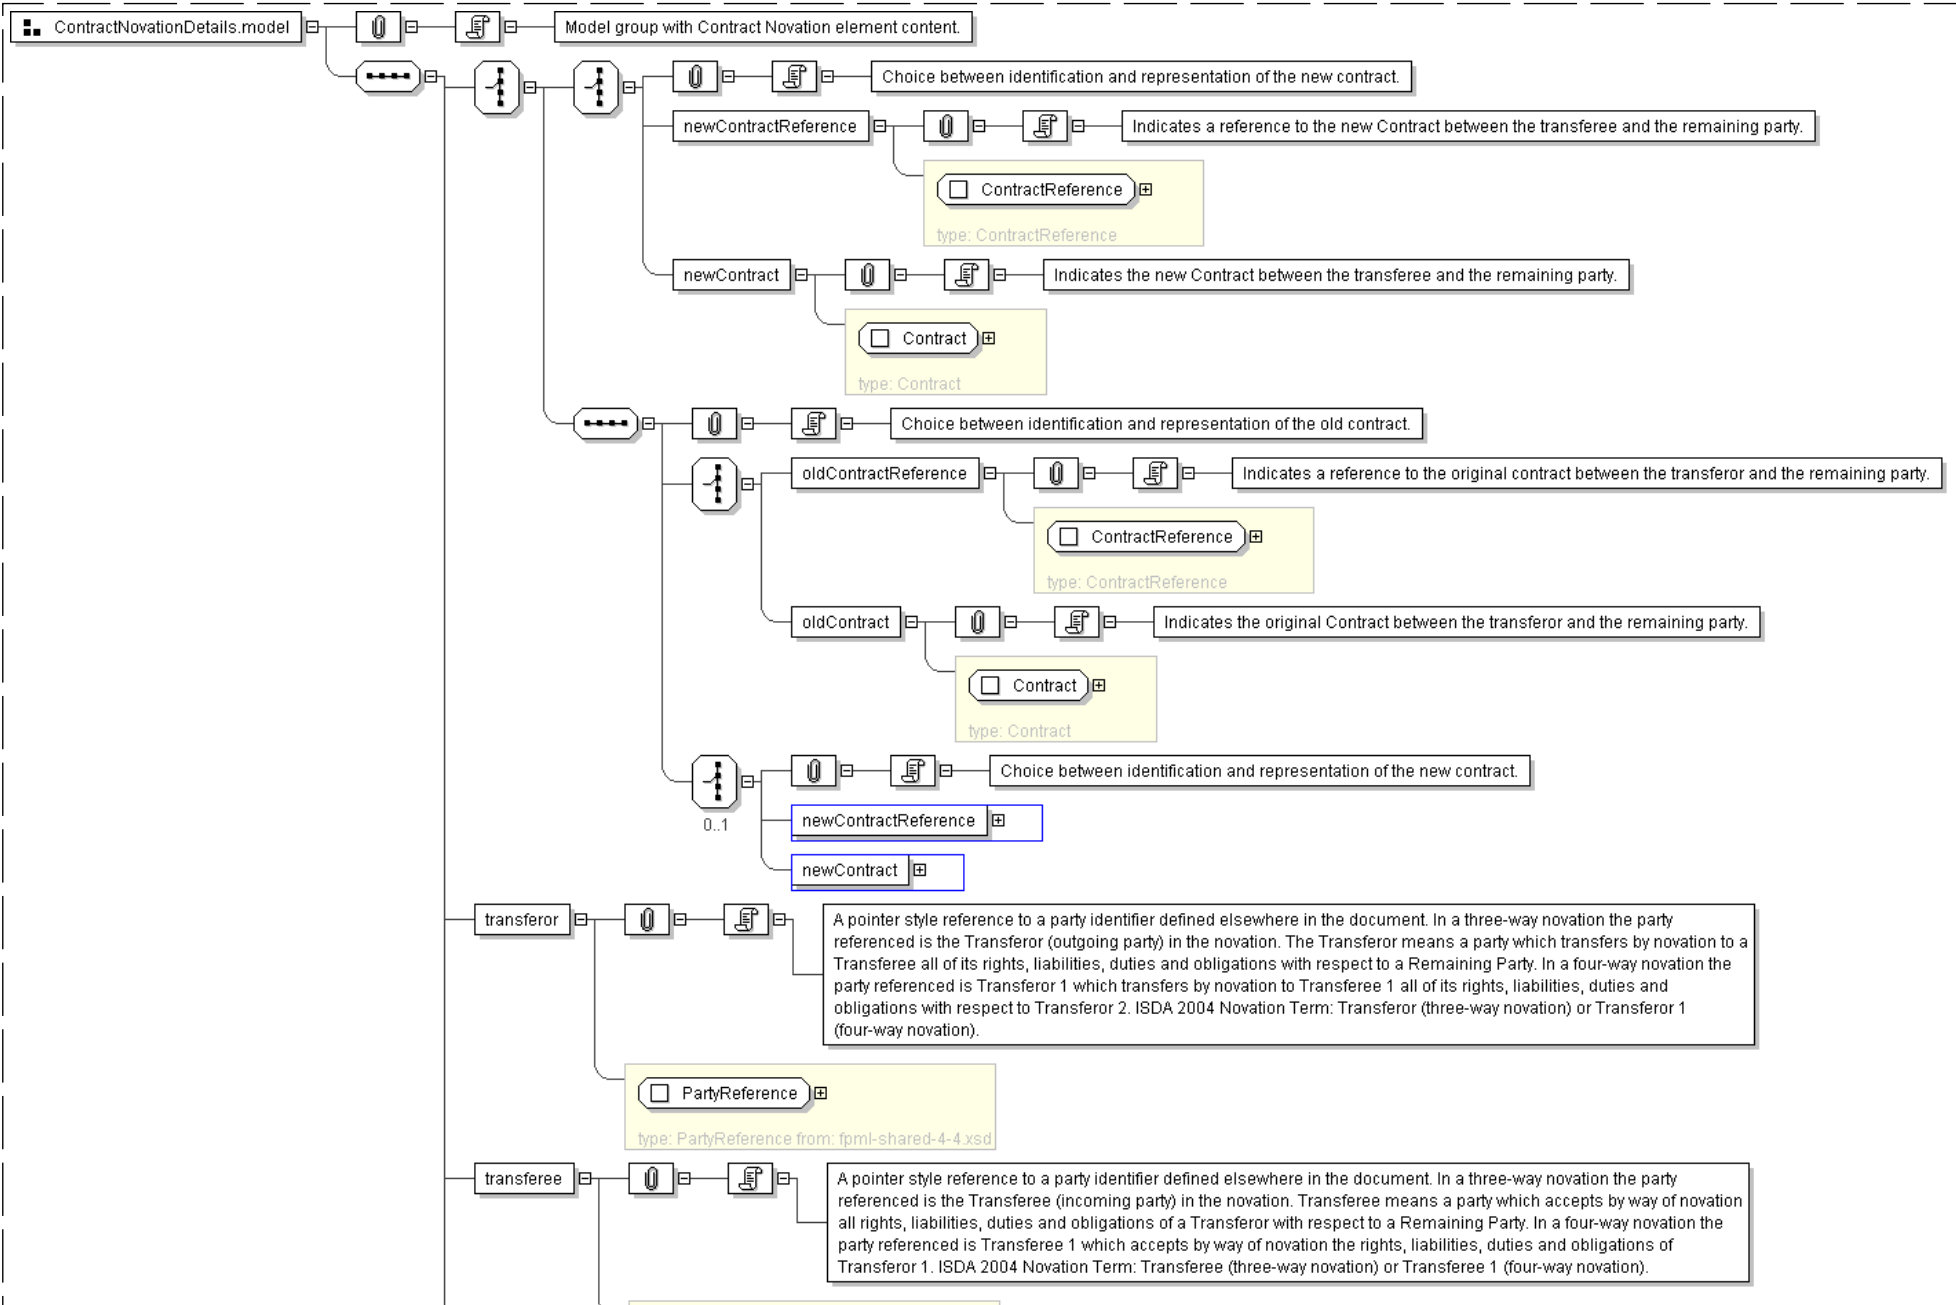 ContractNovationDetails.model
Model group with Contract Novation element content.
Choice between identification and representation of the new contract.
newContractReference
Indicates a reference to the new Contract between the transferee and the remaining party.
ContractReference
type: ContractReference
newContract
Indicates the new Contract between the transferee and the remaining party.
Contract
type: Contract
Choice between identification and representation of the old contract.
oldContractReference
Indicates a reference to the original contract between the transferor and the remaining party.
ContractReference
type: ContractReference
oldContract
Indicates the original Contract between the transferor and the remaining party.
Contract
type: Contract
Choice between identification and representation of the new contract.
0..1
newContractReference
newContract
transferor
A pointer style reference to a party identifier defined elsewhere in the document. In a three-way novation the party
referenced is the Transferor (outgoing party) in the novation. The Transferor means a party which transfers by novation to a
Transferee all of its rights, liabilities, duties and obligations with respect to a Remaining Party. In a four-way novation the
party referenced is Transferor 1 which transfers by novation to Transferee 1 all of its rights, liabilities, duties and
obligations with respect to Transferor 2. ISDA 2004 Novation Term: Transferor (three-way novation) or Transferor 1
(four-way novation).
PartyReference
type: PartyReference from: fpml-shared-4-4.xsd
transferee
A pointer style reference to a party identifier defined elsewhere in the document. In a three-way novation the party
referenced is the Transferee (incoming party) in the novation. Transferee means a party which accepts by way of novation
all rights, liabilities, duties and obligations of a Transferor with respect to a Remaining Party. In a four-way novation the
party referenced is Transferee 1 which accepts by way of novation the rights, liabilities, duties and obligations of
Transferor 1. ISDA 2004 Novation Term: Transferee (three-way novation) or Transferee 1 (four-way novation).